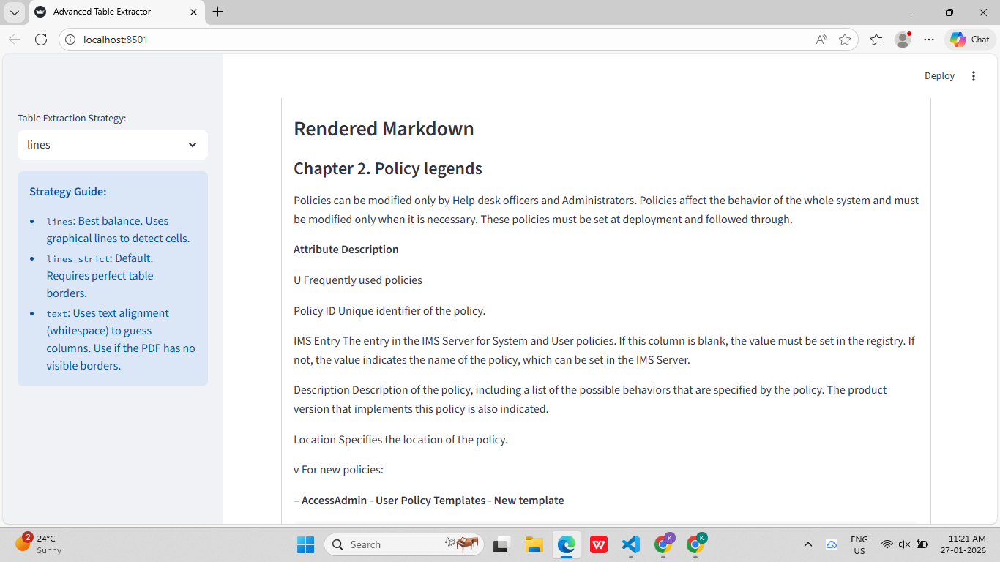 Advanced Table Extractor
localhost:8501
Chat
Deploy
Table Extraction Strategy:
lines
Strategy Guide:
• lines: Best balance. Uses
graphical lines to detect cells.
• lines_strict: Default.
Requires perfect table
borders.
• text: Uses text alignment
(whitespace) to guess
columns. Use if the PDF has no
visible borders.
Rendered Markdown
Chapter 2. Policy legends
Policies can be modified only by Help desk officers and Administrators. Policies affect the behavior of the whole system and must
be modified only when it is necessary. These policies must be set at deployment and followed through.
Attribute Description
U Frequently used policies
Policy ID Unique identifier of the policy.
IMS Entry The entry in the IMS Server for System and User policies. If this column is blank, the value must be set in the registry. If
not, the value indicates the name of the policy, which can be set in the IMS Server.
Description Description of the policy, including a list of the possible behaviors that are specified by the policy. The product
version that implements this policy is also indicated.
Location Specifies the location of the policy.
v For new policies:
– AccessAdmin - User Policy Templates - New template
2
24°C
Sunny
Search
K
K
ENG
US
11:21 AM
27-01-2026